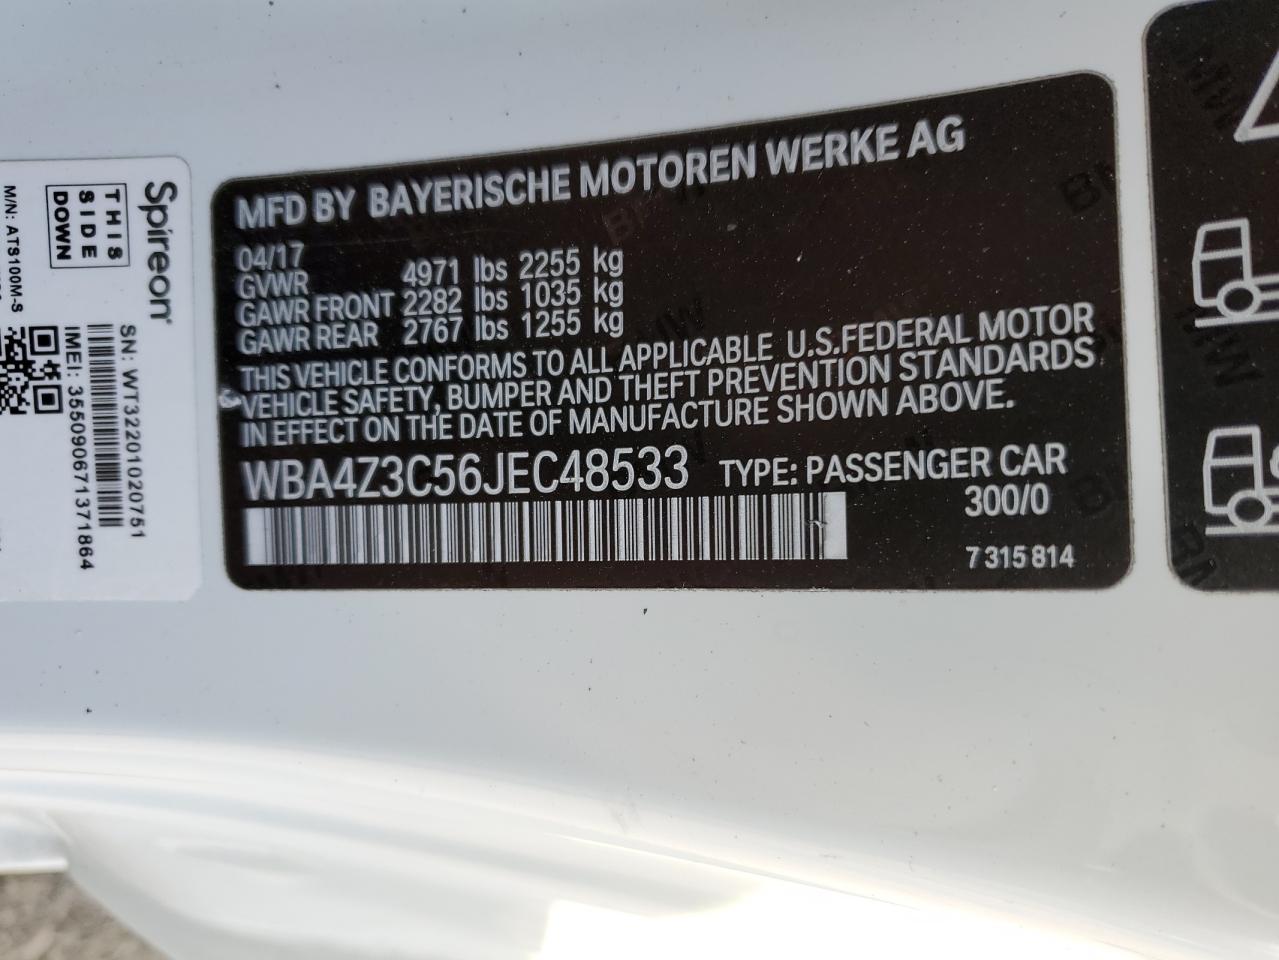 Spireon
THIS
SIDE
DOWN
M/N: ATS100M-S
SN: WT3220102020751
IMEI: 355090671371864
MFD BY BAYERISCHE MOTOREN WERKE AG
04/17
GVWR 4971 lbs 2255 kg
GAWR FRONT 2282 lbs 1035 kg
GAWR REAR 2767 lbs 1255 kg
THIS VEHICLE CONFORMS TO ALL APPLICABLE U.S.FEDERAL MOTOR
VEHICLE SAFETY, BUMPER AND THEFT PREVENTION STANDARDS
IN EFFECT ON THE DATE OF MANUFACTURE SHOWN ABOVE.
WBA4Z3C56JEC48533 TYPE: PASSENGER CAR
300/0
7 315 814